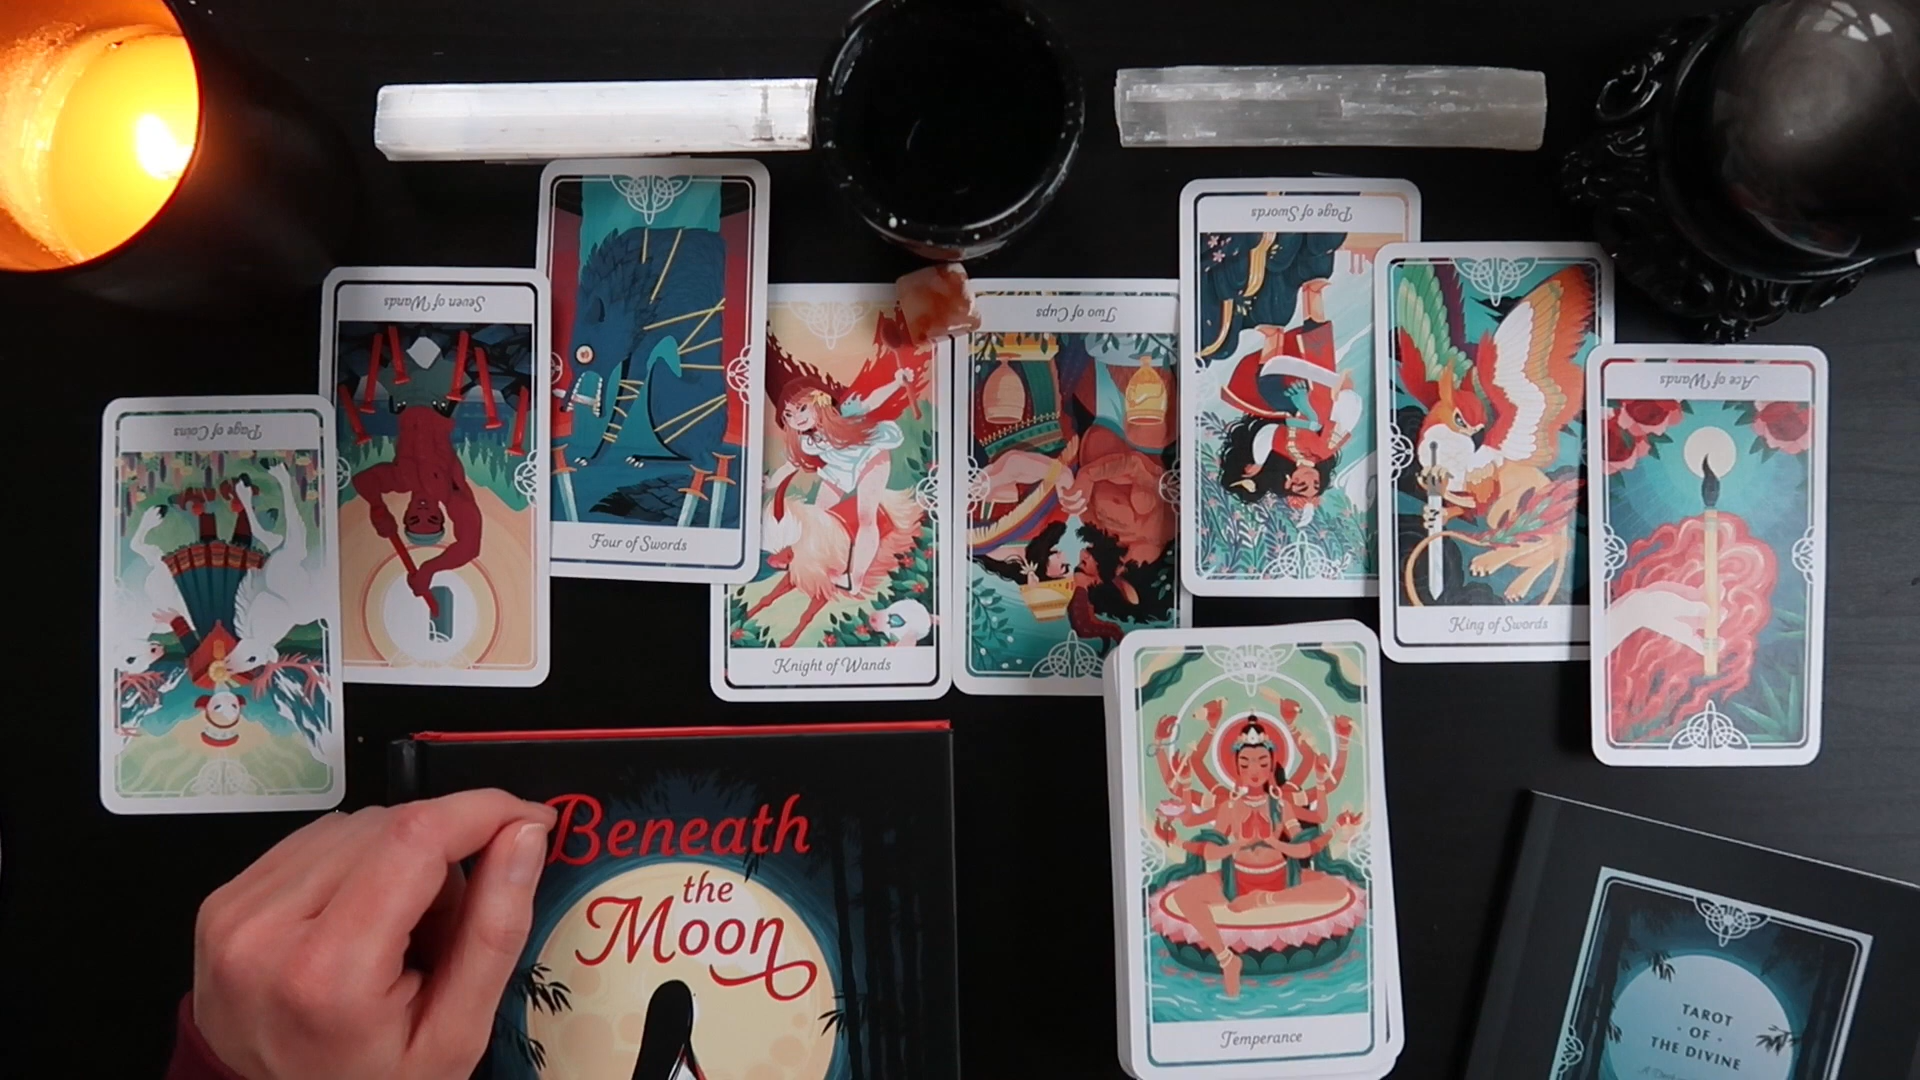 Page of Coins
Seven of Wands
Four of Swords
Knight of Wands
Two of Cups
Page of Swords
King of Swords
Ace of Wands
XIV
Temperance
Beneath
the
Moon
TAROT
· OF ·
THE DIVINE